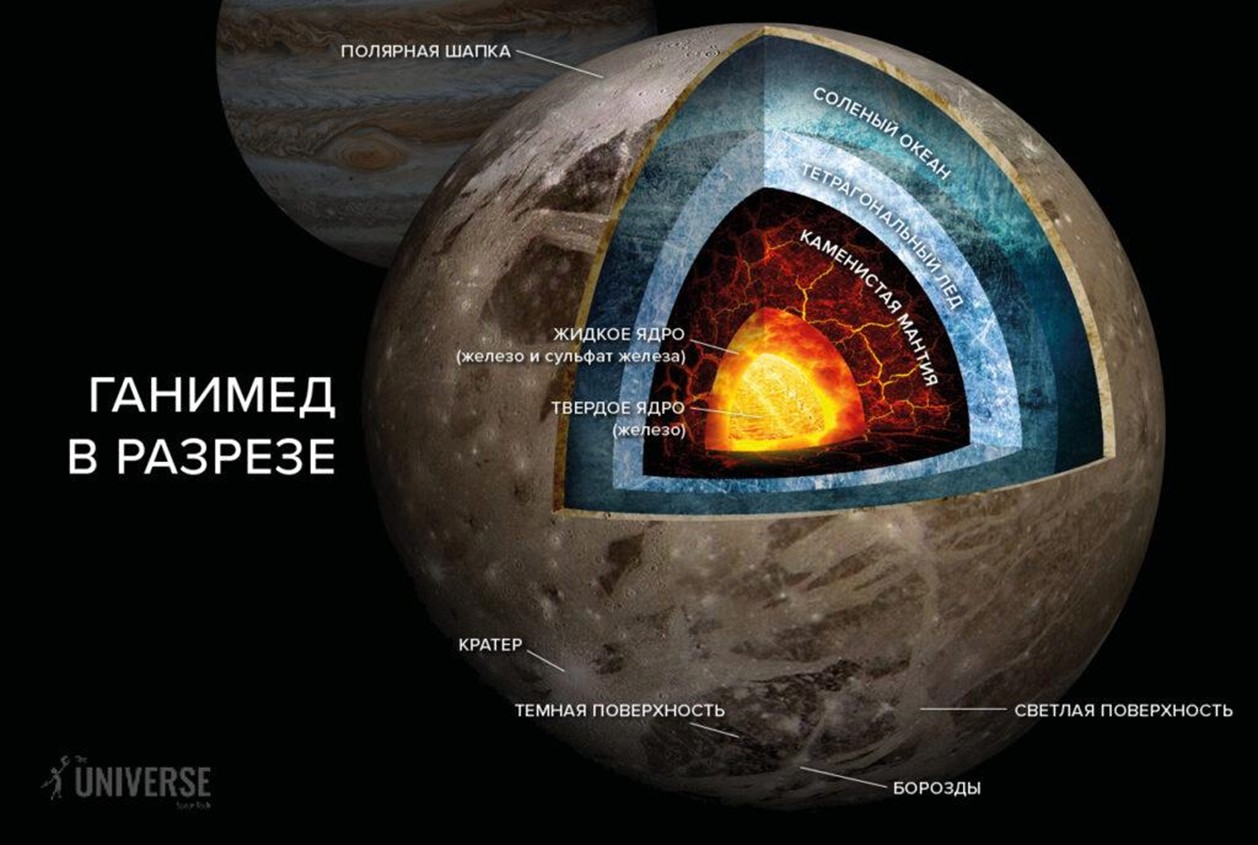 ПОЛЯРНАЯ ШАПКА
СОЛЕНЫЙ ОКЕАН
ТЕТРАГОНАЛЬНЫЙ ЛЕД
КАМЕНИСТАЯ МАНТИЯ
ЖИДКОЕ ЯДРО
(железо и сульфат железа)
ТВЕРДОЕ ЯДРО
(железо)
ГАНИМЕД
В РАЗРЕЗЕ
КРАТЕР
ТЕМНАЯ ПОВЕРХНОСТЬ
СВЕТЛАЯ ПОВЕРХНОСТЬ
БОРОЗДЫ
The
UNIVERSE
Space Tech